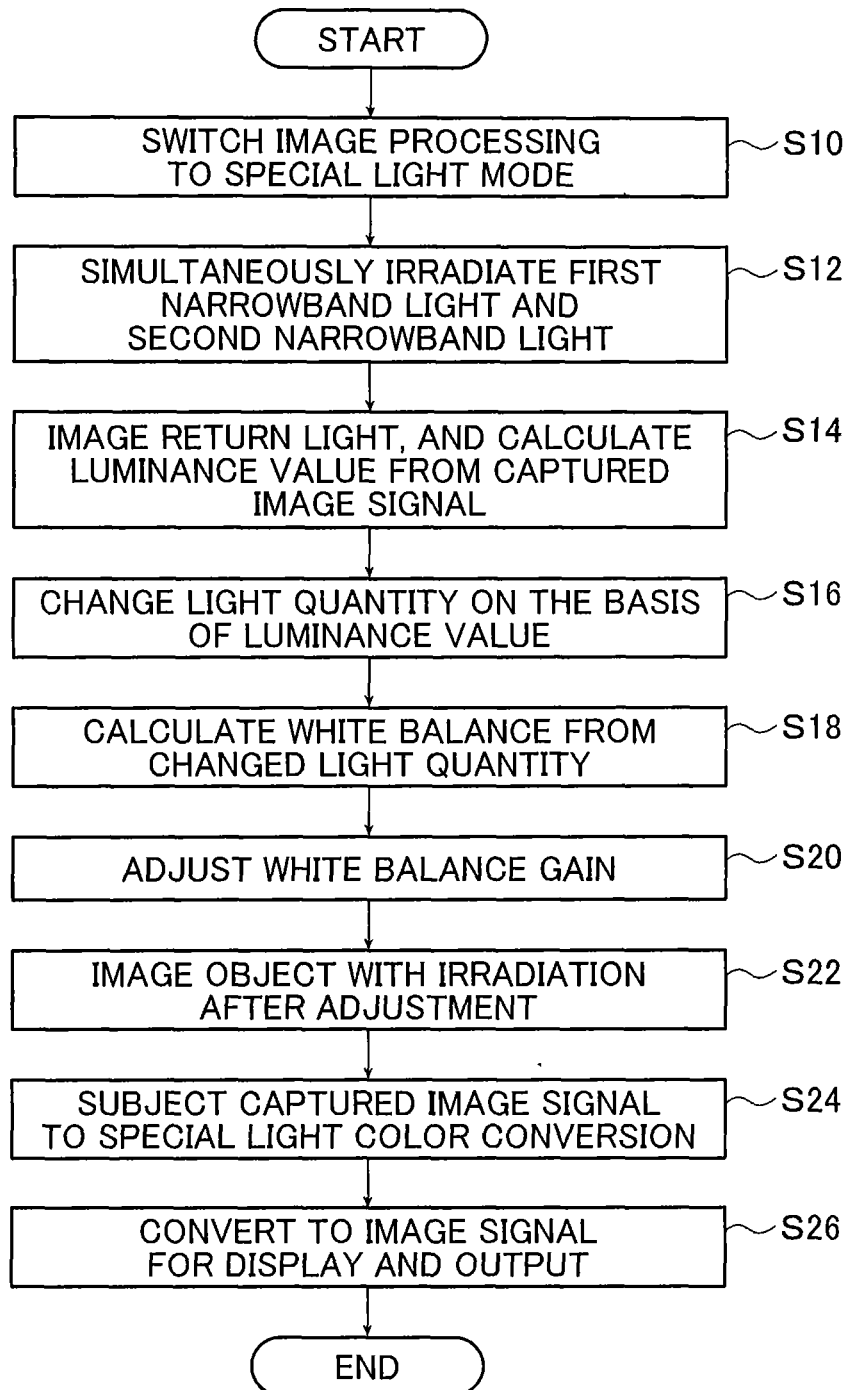 START
SWITCH IMAGE PROCESSING
TO SPECIAL LIGHT MODE
S10
SIMULTANEOUSLY IRRADIATE FIRST
NARROWBAND LIGHT AND
SECOND NARROWBAND LIGHT
S12
IMAGE RETURN LIGHT, AND CALCULATE
LUMINANCE VALUE FROM CAPTURED
IMAGE SIGNAL
S14
CHANGE LIGHT QUANTITY ON THE BASIS
OF LUMINANCE VALUE
S16
CALCULATE WHITE BALANCE FROM
CHANGED LIGHT QUANTITY
S18
ADJUST WHITE BALANCE GAIN
S20
IMAGE OBJECT WITH IRRADIATION
AFTER ADJUSTMENT
S22
SUBJECT CAPTURED IMAGE SIGNAL
TO SPECIAL LIGHT COLOR CONVERSION
S24
CONVERT TO IMAGE SIGNAL
FOR DISPLAY AND OUTPUT
S26
END